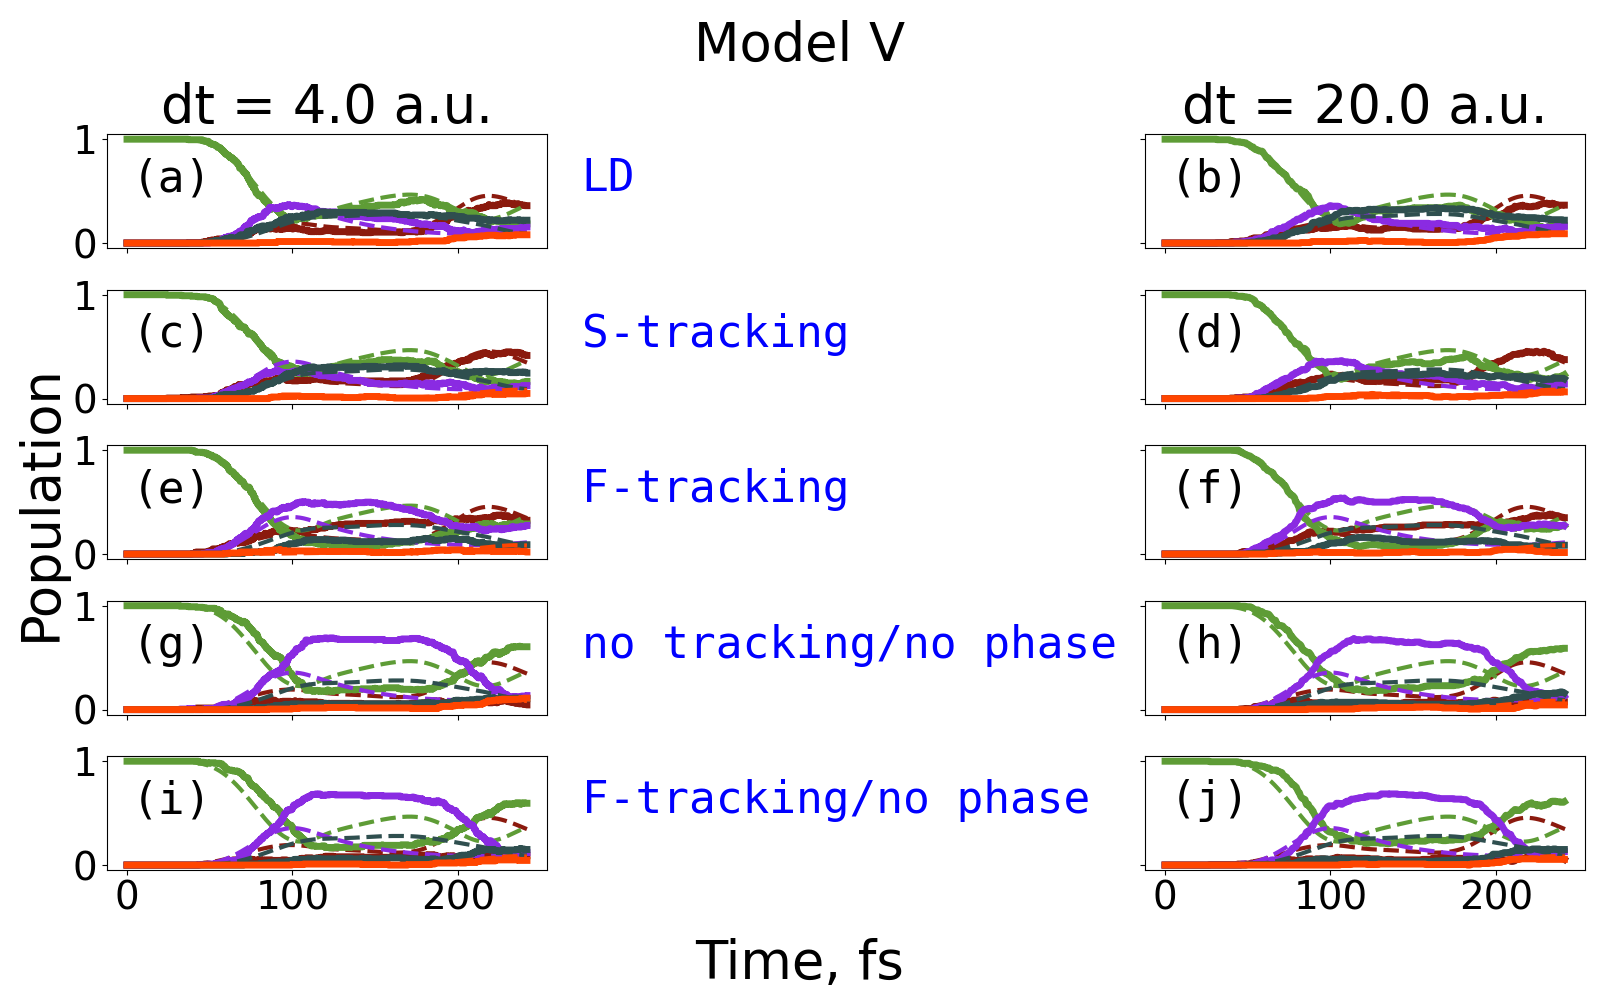 Model V
dt = 4.0 a.u.
dt = 20.0 a.u.
1
0
(a)
LD
(b)
1
0
(c)
S-tracking
(d)
Population
1
0
(e)
F-tracking
(f)
1
0
(g)
no tracking/no phase
(h)
1
0
(i)
F-tracking/no phase
(j)
0 100 200
0 100 200
Time, fs